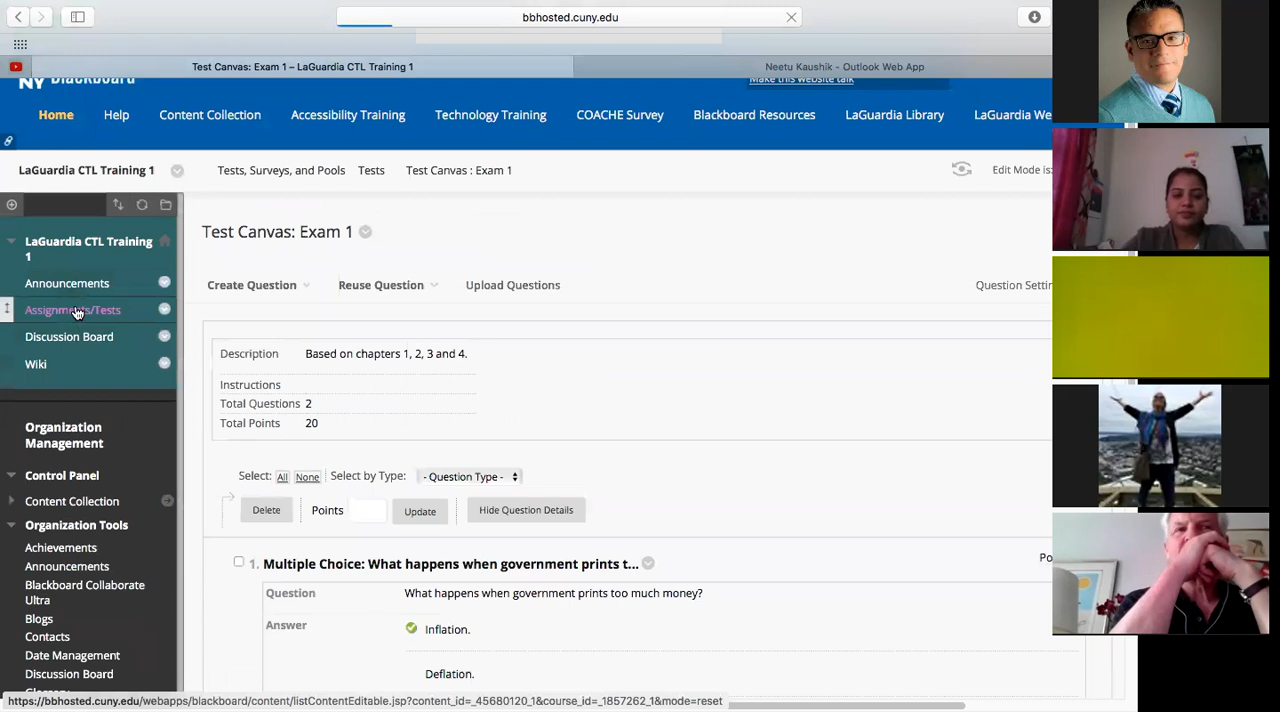 bbhosted.cuny.edu
Test Canvas: Exam 1 – LaGuardia CTL Training 1
Neetu Kaushik - Outlook Web App
Blackboard
Make this website talk
Home
Help
Content Collection
Accessibility Training
Technology Training
COACHE Survey
Blackboard Resources
LaGuardia Library
LaGuardia We
LaGuardia CTL Training 1
Tests, Surveys, and Pools
Tests
Test Canvas : Exam 1
Edit Mode is:
LaGuardia CTL Training
1
Announcements
Assignments/Tests
Discussion Board
Wiki
Organization
Management
Control Panel
Content Collection
Organization Tools
Achievements
Announcements
Blackboard Collaborate
Ultra
Blogs
Contacts
Date Management
Discussion Board
Test Canvas: Exam 1
Create Question
Reuse Question
Upload Questions
Question Settin
Description Based on chapters 1, 2, 3 and 4.
Instructions
Total Questions 2
Total Points 20
Select: All None Select by Type: - Question Type -
Delete Points Update Hide Question Details
1. Multiple Choice: What happens when government prints t...
Po
Question What happens when government prints too much money?
Answer Inflation.
Deflation.
https://bbhosted.cuny.edu/webapps/blackboard/content/listContentEditable.jsp?content_id=_45680120_1&course_id=_1857262_1&mode=reset